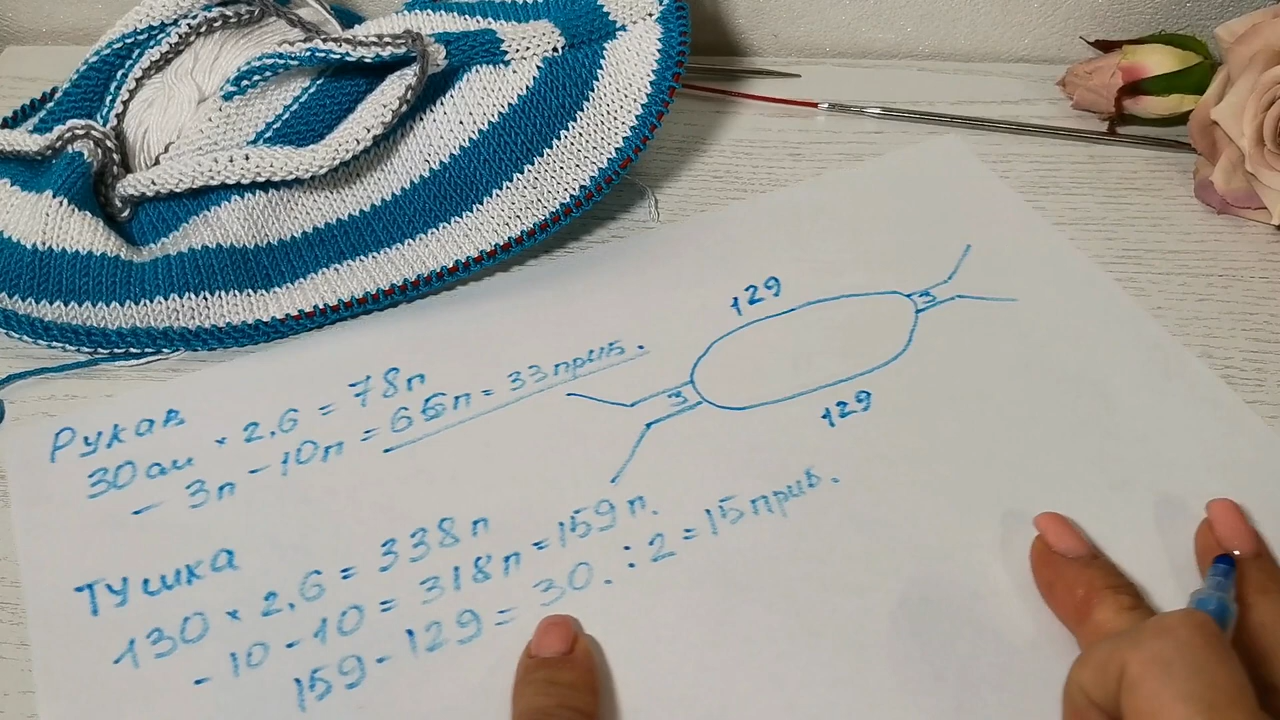 129
3
3
129
Рукав
30см × 2,6 = 78п
- 3п - 10п = 65п = 33приб.
Тушка
130 × 2,6 = 338п
- 10 - 10 = 318п = 159п.
159 - 129 = 30. : 2 = 15приб.